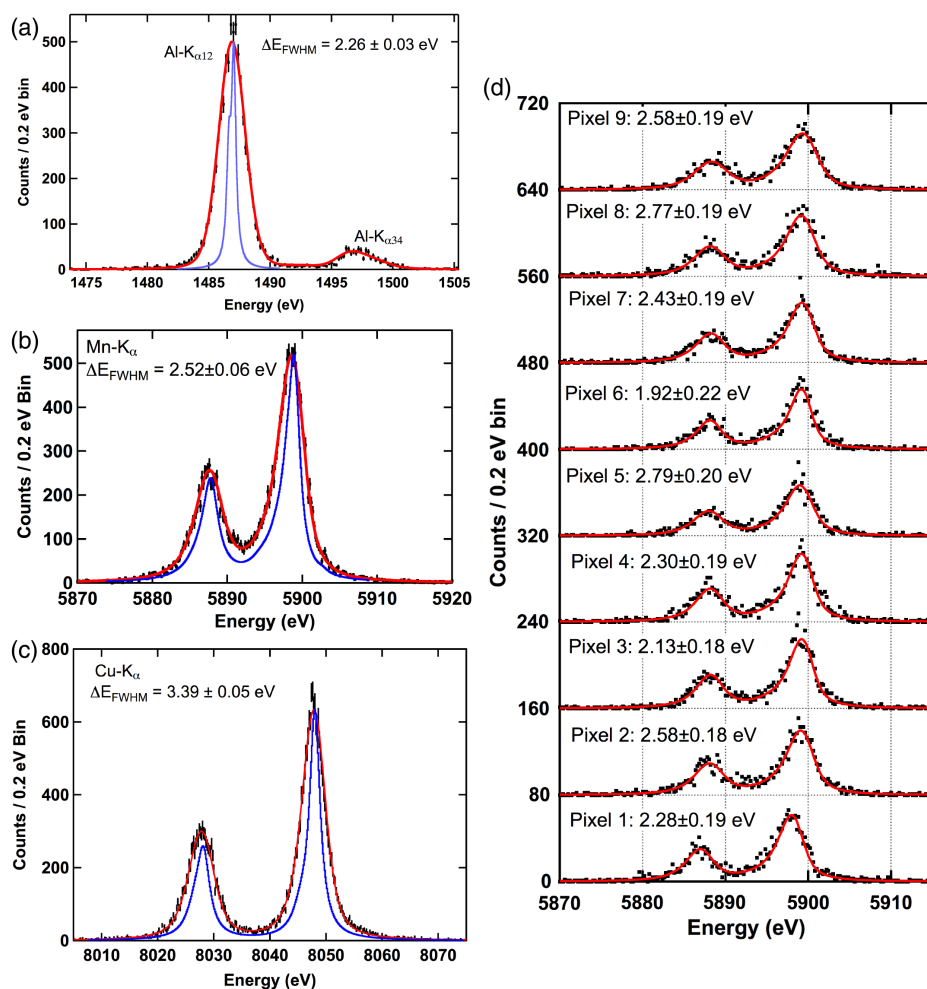 (a)
500
400
300
200
100
0
Counts / 0.2 eV bin
Al-Kα12
ΔE_FWHM = 2.26 ± 0.03 eV
Al-Kα34
1475
1480
1485
1490
1495
1500
1505
Energy (eV)
(b)
500
400
300
200
100
0
Counts / 0.2 eV Bin
Mn-Kα
ΔE_FWHM = 2.52±0.06 eV
5870
5880
5890
5900
5910
5920
Energy (eV)
(c)
800
600
400
200
0
Counts / 0.2 eV Bin
Cu-Kα
ΔE_FWHM = 3.39 ± 0.05 eV
8010
8020
8030
8040
8050
8060
8070
Energy (eV)
(d)
5870
5880
5890
5900
5910
720
640
560
480
400
320
240
160
80
0
Counts / 0.2 eV bin
Pixel 9: 2.58±0.19 eV
Pixel 8: 2.77±0.19 eV
Pixel 7: 2.43±0.19 eV
Pixel 6: 1.92±0.22 eV
Pixel 5: 2.79±0.20 eV
Pixel 4: 2.30±0.19 eV
Pixel 3: 2.13±0.18 eV
Pixel 2: 2.58±0.18 eV
Pixel 1: 2.28±0.19 eV
5870
5880
5890
5900
5910
Energy (eV)